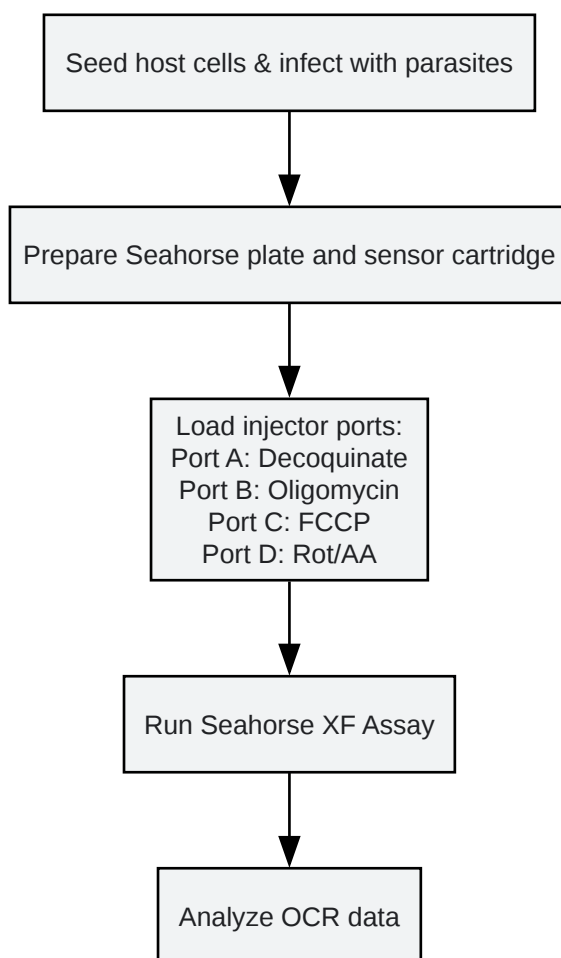 Seed host cells & infect with parasites
Prepare Seahorse plate and sensor cartridge
Load injector ports:
Port A: Decoquinate
Port B: Oligomycin
Port C: FCCP
Port D: Rot/AA
Run Seahorse XF Assay
Analyze OCR data